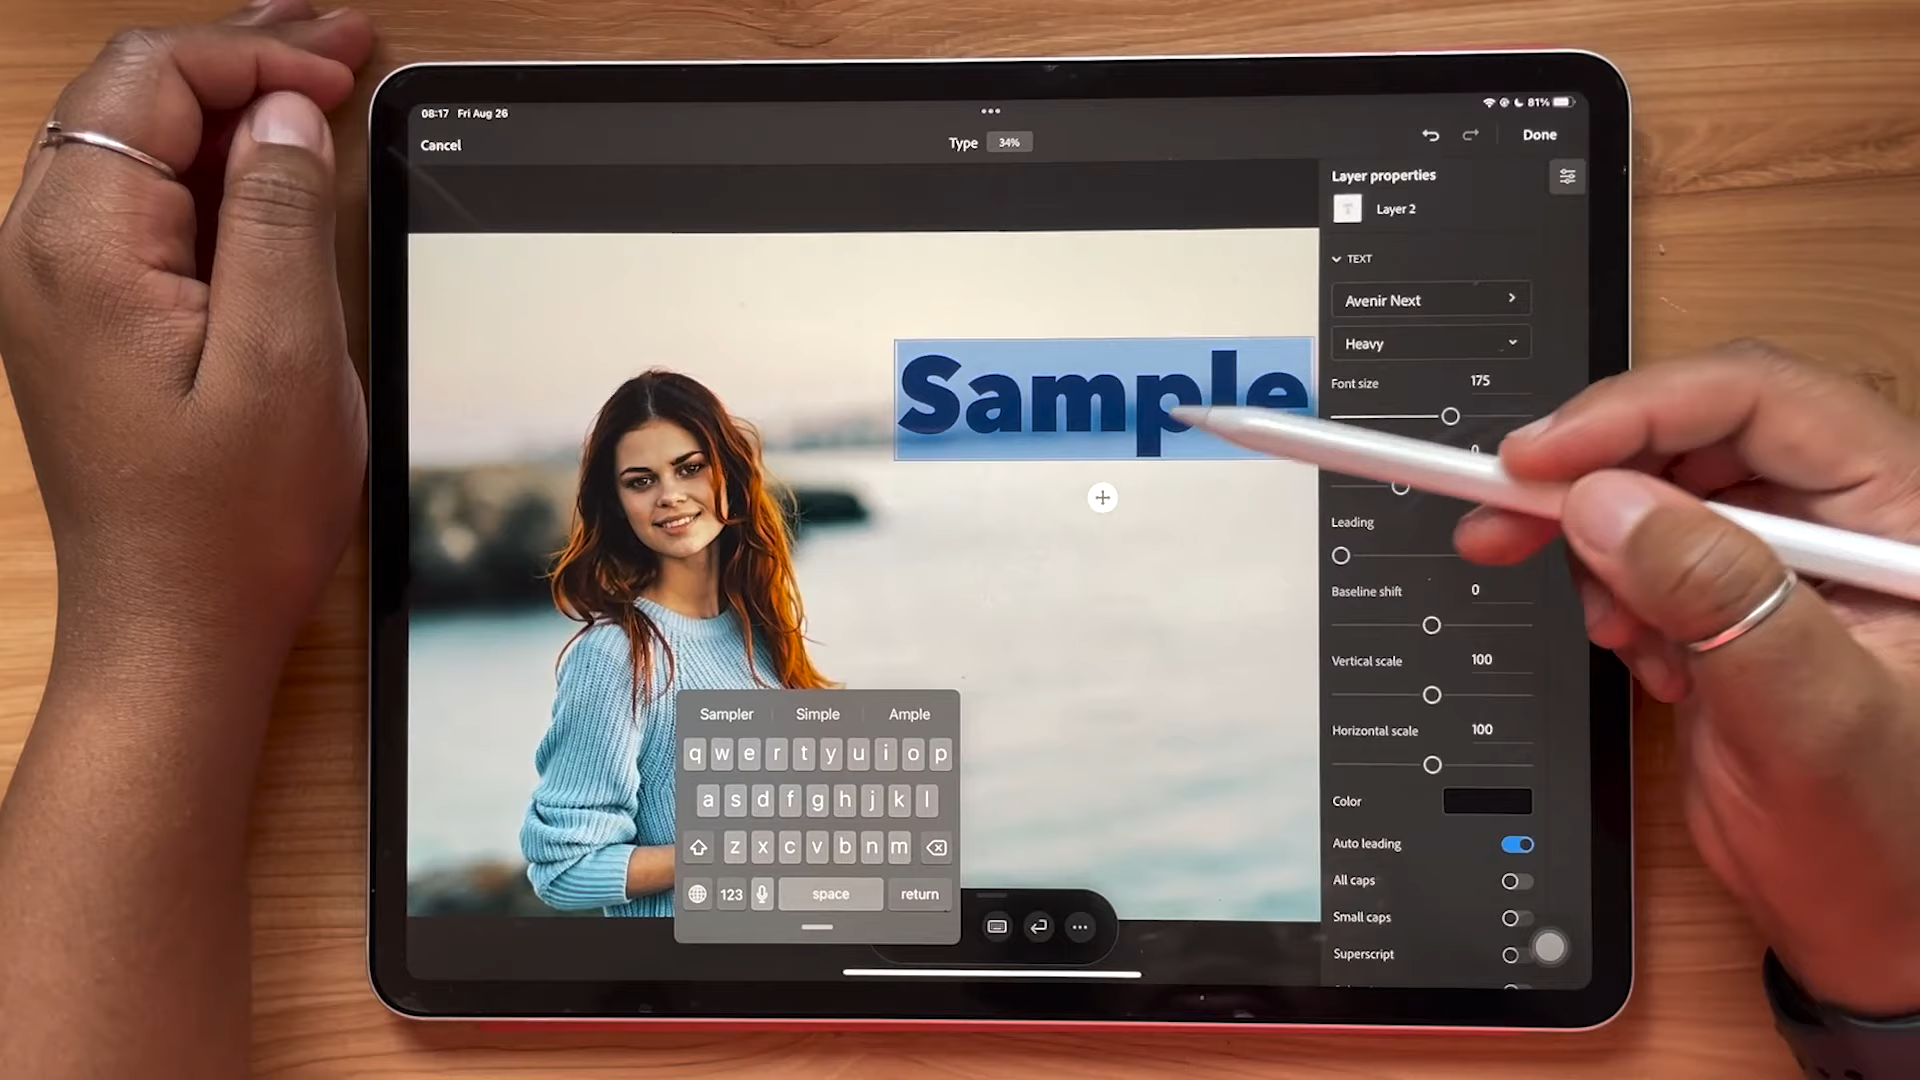 08:17 Fri Aug 26
81%
Cancel
Type 34%
Done
Layer properties
Layer 2
TEXT
Avenir Next
Heavy
Font size 175
Sample
0
Leading
Baseline shift 0
Vertical scale 100
Horizontal scale 100
Color
Auto leading
All caps
Small caps
Superscript
Sampler Simple Ample
q w e r t y u i o p
a s d f g h j k l
z x c v b n m
123 space return